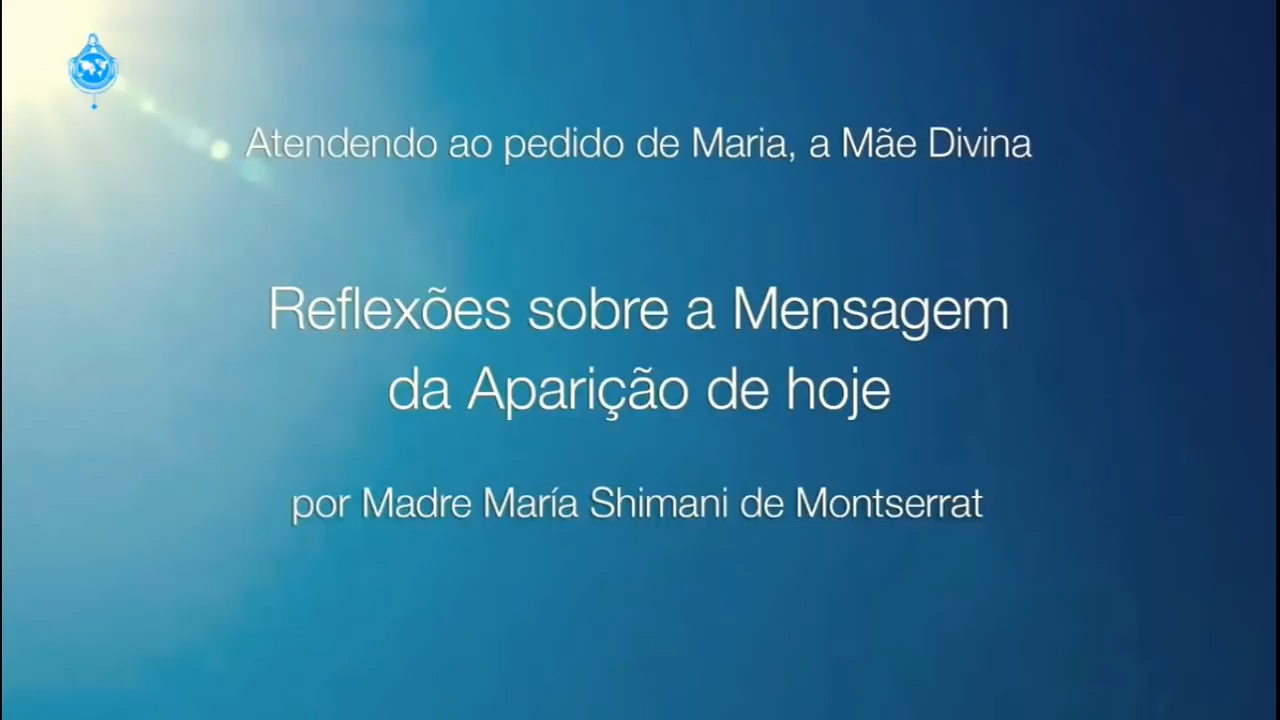 Atendendo ao pedido de Maria, a Mãe Divina
Reflexões sobre a Mensagem
da Aparição de hoje
por Madre María Shimani de Montserrat